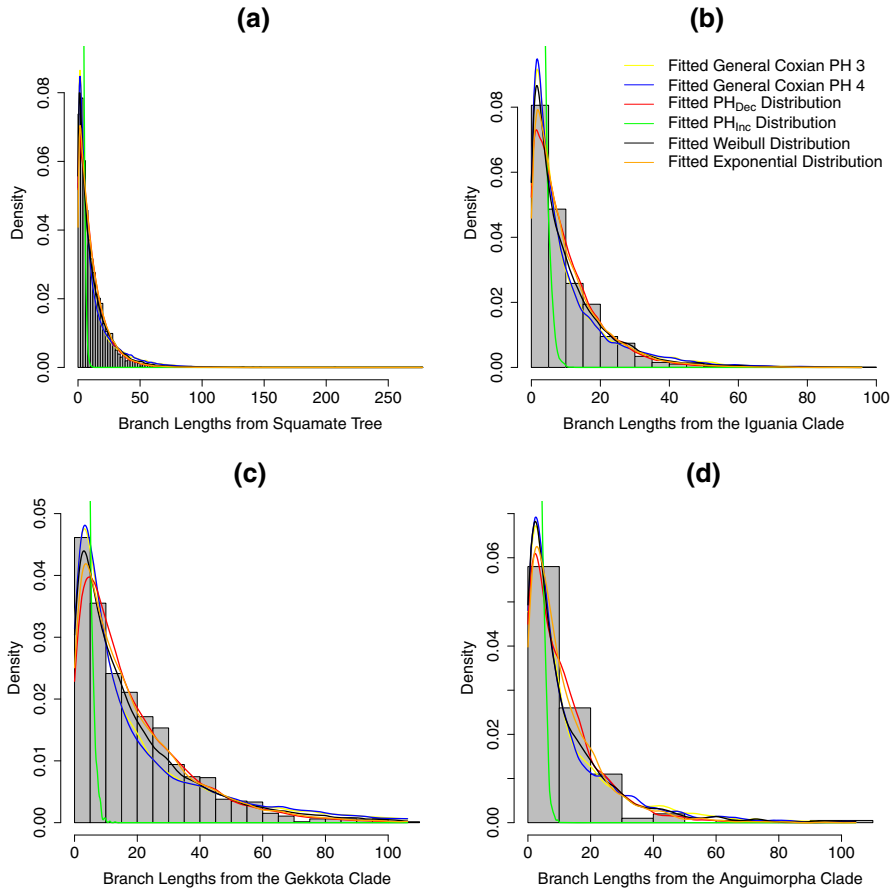 (a)
Density
0.00
0.02
0.04
0.06
0.08
0 50 100 150 200 250
Branch Lengths from Squamate Tree
(b)
Fitted General Coxian PH 3
Fitted General Coxian PH 4
Fitted PHDec Distribution
Fitted PHInc Distribution
Fitted Weibull Distribution
Fitted Exponential Distribution
Density
0.00
0.02
0.04
0.06
0.08
0 20 40 60 80 100
Branch Lengths from the Iguania Clade
(c)
Density
0.00
0.01
0.02
0.03
0.04
0.05
0 20 40 60 80 100
Branch Lengths from the Gekkota Clade
(d)
Density
0.00
0.02
0.04
0.06
0 20 40 60 80 100
Branch Lengths from the Anguimorpha Clade